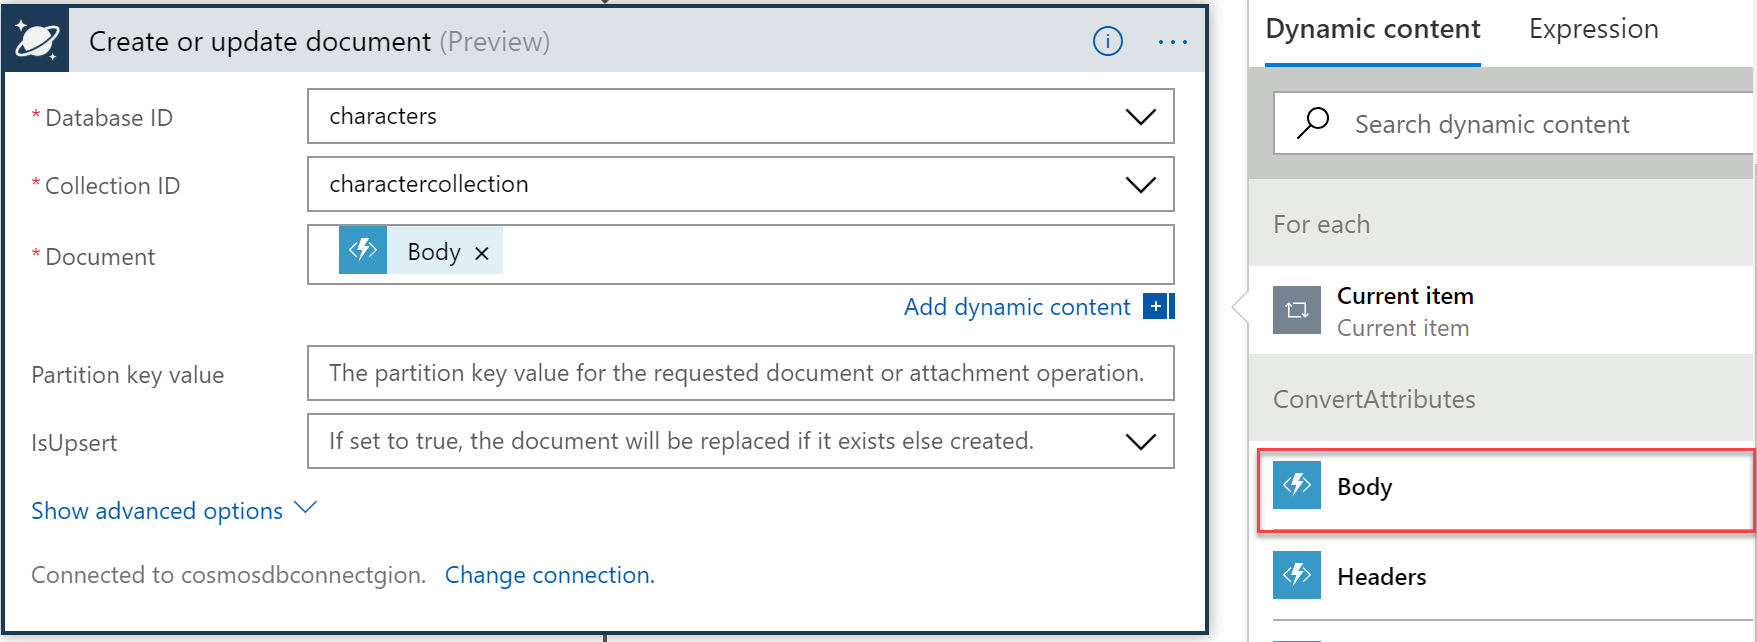 Create or update document (Preview)
* Database ID
characters
* Collection ID
charactercollection
* Document
Body ×
Add dynamic content
Partition key value
The partition key value for the requested document or attachment operation.
IsUpsert
If set to true, the document will be replaced if it exists else created.
Show advanced options
Connected to cosmosdbconnectgion. Change connection.
Dynamic content
Expression
Search dynamic content
For each
Current item
Current item
ConvertAttributes
Body
Headers